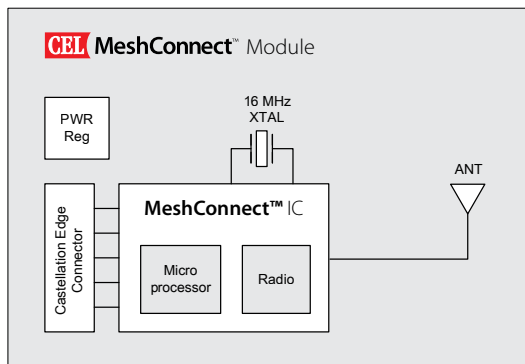 CEL MeshConnect™ Module
PWR
Reg
16 MHz
XTAL
ANT
Castellation Edge
Connector
MeshConnect™ IC
Micro
processor
Radio